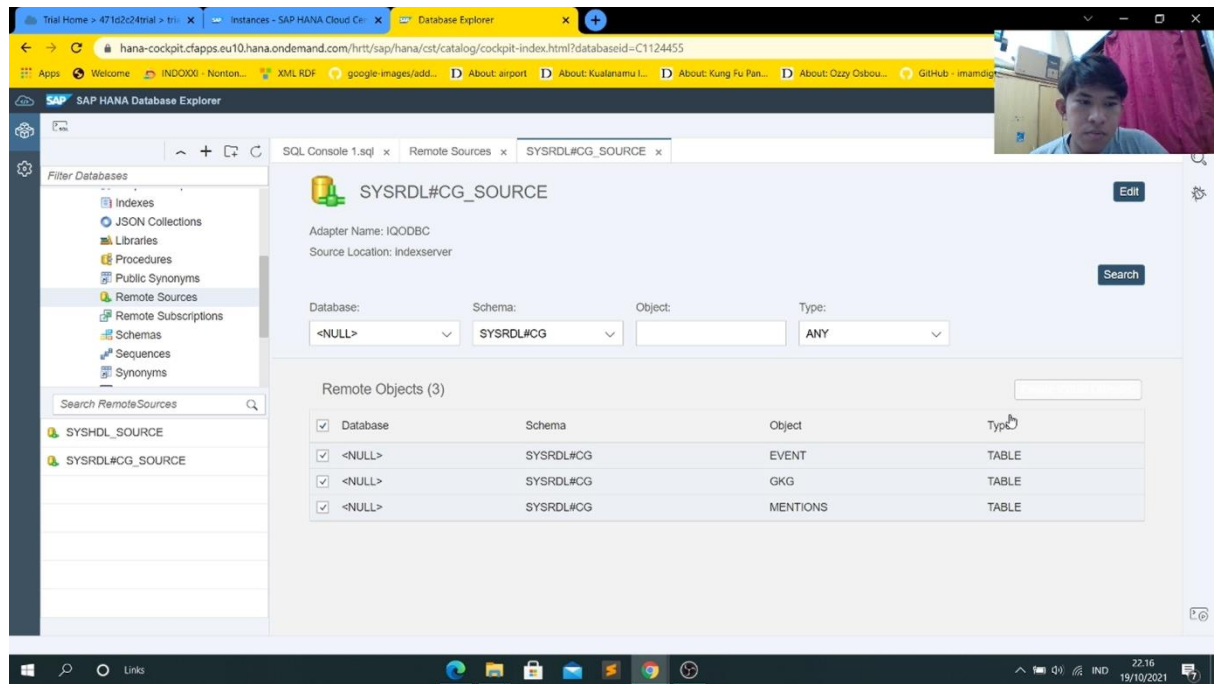 Trial Home > 471d2c24trial > tri
Instances - SAP HANA Cloud Cen
Database Explorer
hana-cockpit.cfapps.eu10.hana.ondemand.com/hrtt/sap/hana/cst/catalog/cockpit-index.html?databaseid=C1124455
Apps Welcome INDOXXI - Nonton... XML RDF google-images/add... About: airport About: Kualanamu I... About: Kung Fu Pan... About: Ozzy Osbou... GitHub - imamdig
SAP SAP HANA Database Explorer
SQL Console 1.sql Remote Sources SYSRDL#CG_SOURCE
Filter Databases
Indexes
JSON Collections
Libraries
Procedures
Public Synonyms
Remote Sources
Remote Subscriptions
Schemas
Sequences
Synonyms
Search RemoteSources
SYSHDL_SOURCE
SYSRDL#CG_SOURCE
SYSRDL#CG_SOURCE
Edit
Adapter Name: IQODBC
Source Location: indexserver
Search
Database: Schema: Object: Type:
<NULL> SYSRDL#CG ANY
Remote Objects (3)
Database Schema Object Type
<NULL> SYSRDL#CG EVENT TABLE
<NULL> SYSRDL#CG GKG TABLE
<NULL> SYSRDL#CG MENTIONS TABLE
Links
IND
22.16
19/10/2021